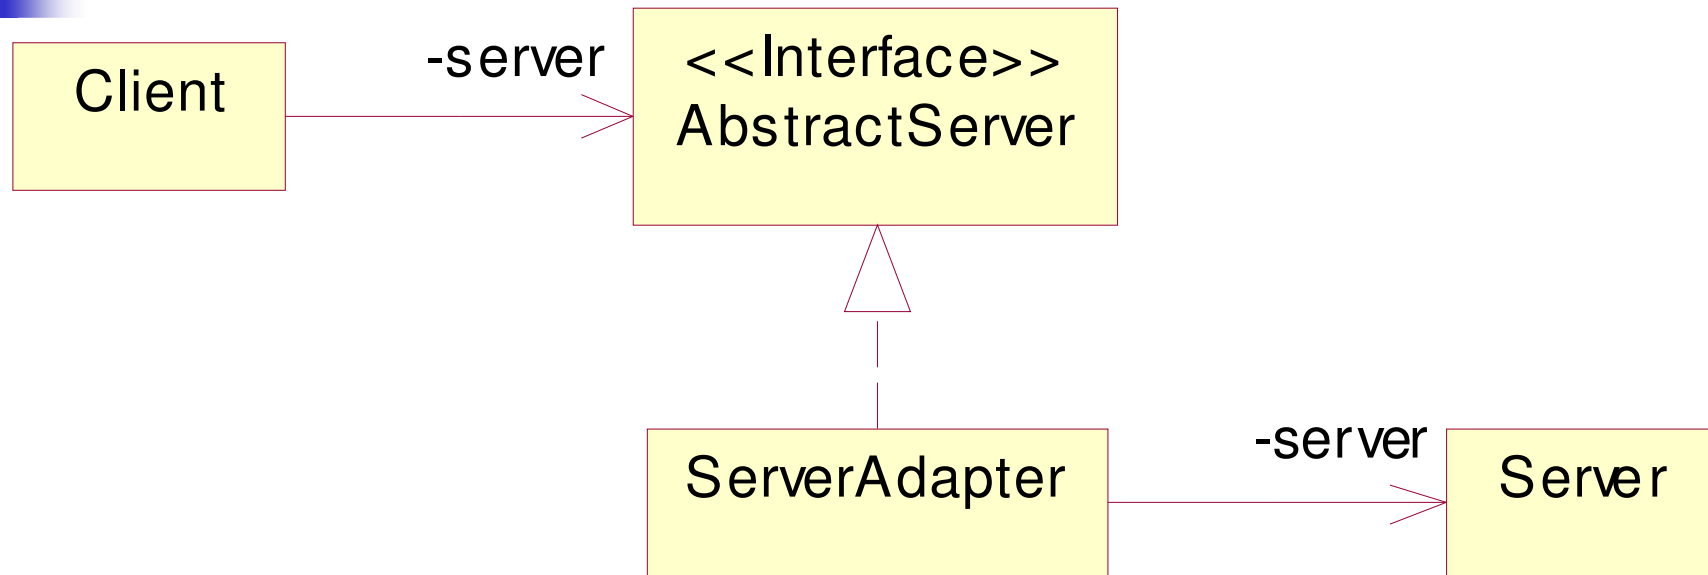 Client
-server
<<Interface>>
AbstractServer
ServerAdapter
-server
Server